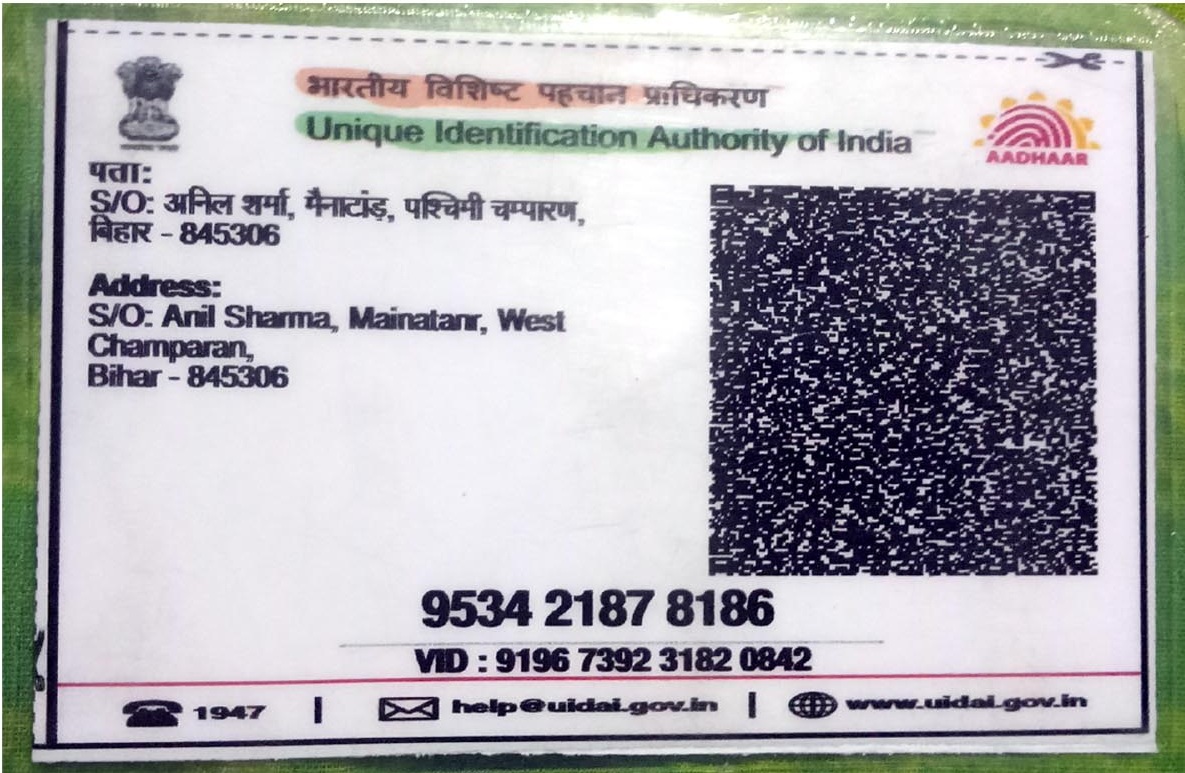 भारतीय विशिष्ट पहचान प्राधिकरण
Unique Identification Authority of India
AADHAAR
पता:
S/O: अनिल शर्मा, मैनाटांड़, पश्चिमी चम्पारण,
बिहार - 845306
Address:
S/O: Anil Sharma, Mainatanr, West
Champaran,
Bihar - 845306
9534 2187 8186
VID : 9196 7392 3182 0842
1947 | help@uidai.gov.in | www.uidai.gov.in